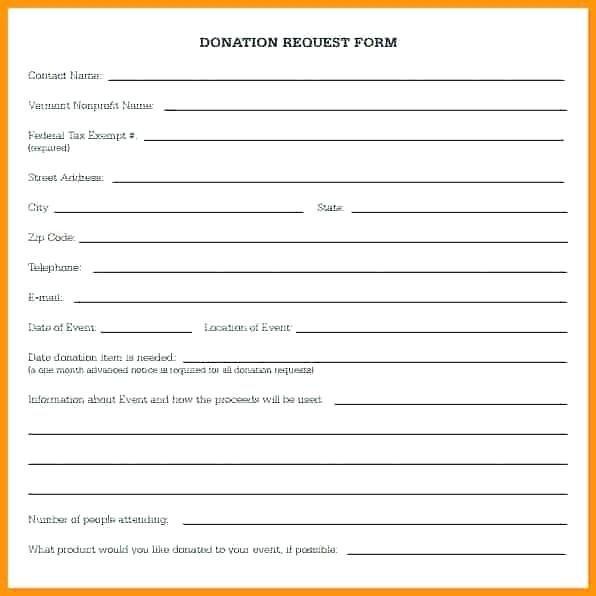 DONATION REQUEST FORM
Contact Name:
Vermont Nonprofit Name:
Federal Tax Exempt #:
(required)
Street Address:
City State:
Zip Code:
Telephone:
E-mail:
Date of Event: Location of Event:
Date donation item is needed:
(a one month advanced notice is required for all donation requests)
Information about Event and how the proceeds will be used:
Number of people attending:
What product would you like donated to your event, if possible: